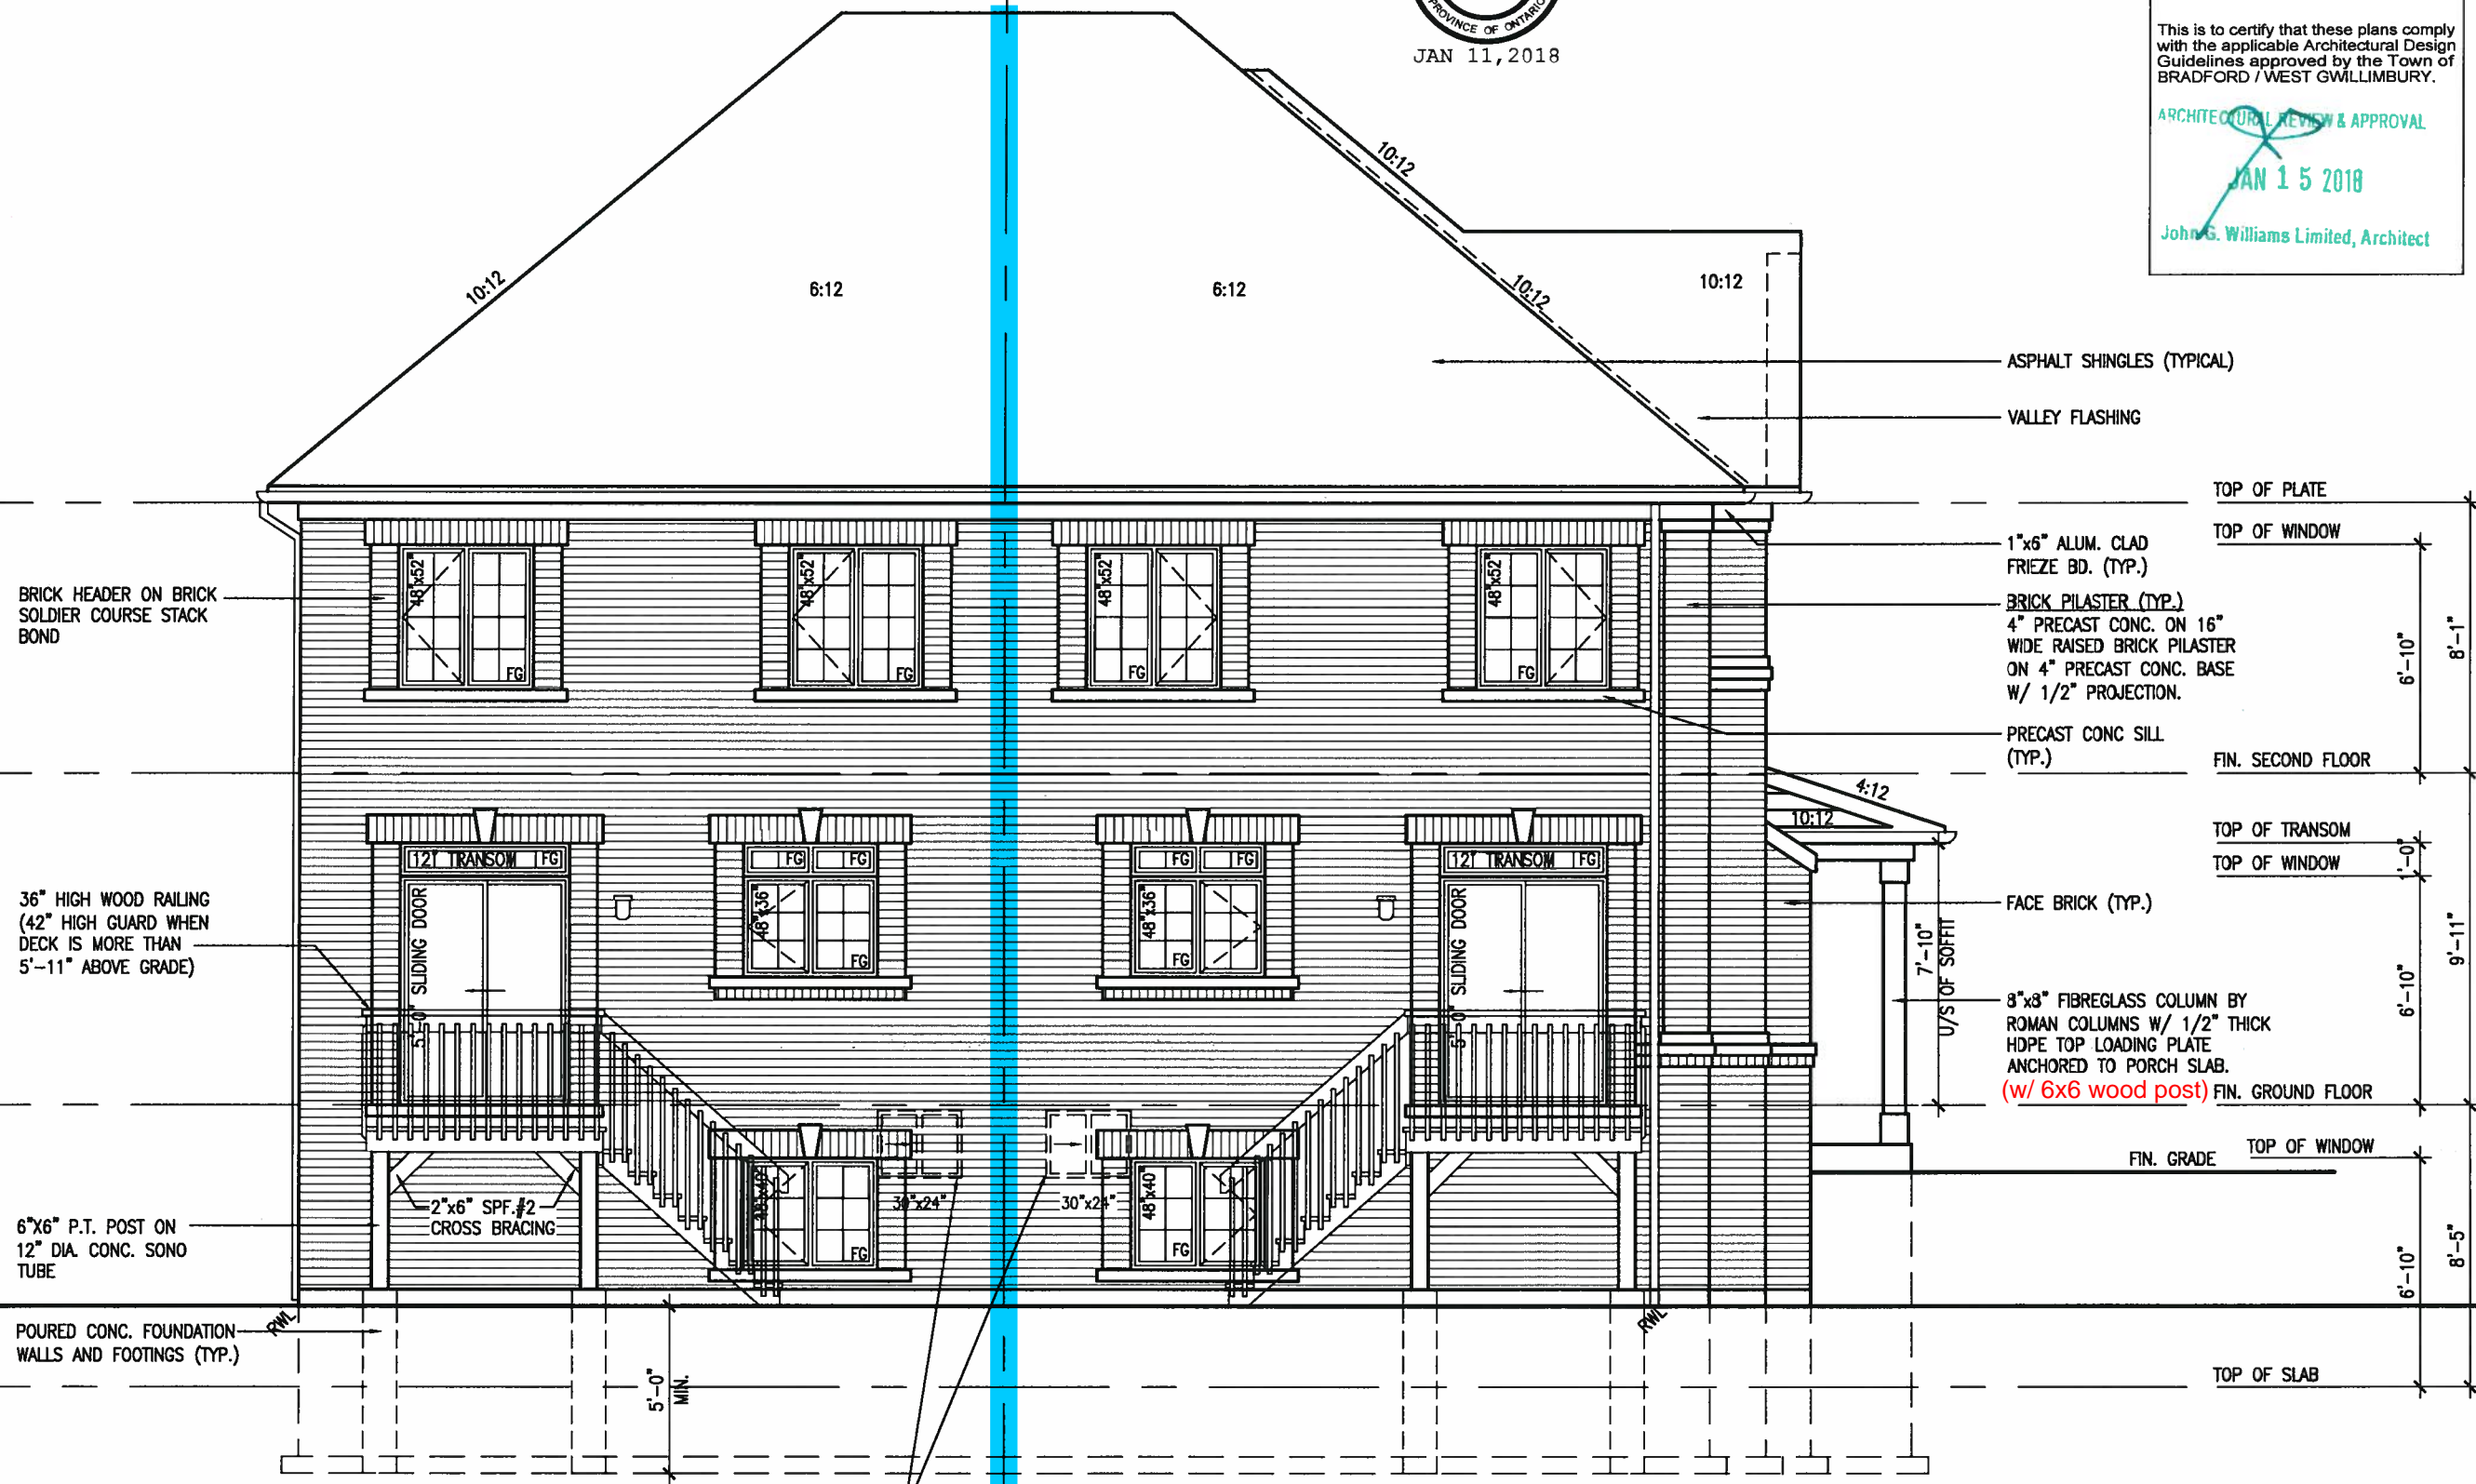 PROVINCE OF ONTARIO
JAN 11,2018
This is to certify that these plans comply
with the applicable Architectural Design
Guidelines approved by the Town of
BRADFORD / WEST GWILLIMBURY.
ARCHITECTURAL REVIEW & APPROVAL
JAN 15 2018
John G. Williams Limited, Architect
10:12
6:12
6:12
10:12
10:12
10:12
ASPHALT SHINGLES (TYPICAL)
VALLEY FLASHING
TOP OF PLATE
TOP OF WINDOW
1"x6" ALUM. CLAD
FRIEZE BD. (TYP.)
BRICK PILASTER (TYP.)
4" PRECAST CONC. ON 16"
WIDE RAISED BRICK PILASTER
ON 4" PRECAST CONC. BASE
W/ 1/2" PROJECTION.
PRECAST CONC SILL
(TYP.)
FIN. SECOND FLOOR
6'-10"
8'-1"
BRICK HEADER ON BRICK
SOLDIER COURSE STACK
BOND
48"x52"
FG
48"x52"
FG
48"x52"
FG
48"x52"
FG
4:12
10:12
TOP OF TRANSOM
TOP OF WINDOW
1'-0"
FACE BRICK (TYP.)
7'-10"
U/S OF SOFFIT
6'-10"
9'-11"
8"x8" FIBREGLASS COLUMN BY
ROMAN COLUMNS W/ 1/2" THICK
HDPE TOP LOADING PLATE
ANCHORED TO PORCH SLAB.
(w/ 6x6 wood post)
FIN. GROUND FLOOR
12" TRANSOM FG
5'-0" SLIDING DOOR
FG FG
48"x36"
FG
FG FG
48"x36"
FG
12" TRANSOM FG
5'-0" SLIDING DOOR
36" HIGH WOOD RAILING
(42" HIGH GUARD WHEN
DECK IS MORE THAN
5'-11" ABOVE GRADE)
TOP OF WINDOW
FIN. GRADE
6'-10"
8'-5"
2"x6" SPF.#2
CROSS BRACING
48"x40"
FG
30"x24"
30"x24"
48"x40"
FG
6"X6" P.T. POST ON
12" DIA. CONC. SONO
TUBE
RWL
RWL
POURED CONC. FOUNDATION
WALLS AND FOOTINGS (TYP.)
5'-0"
MIN.
TOP OF SLAB